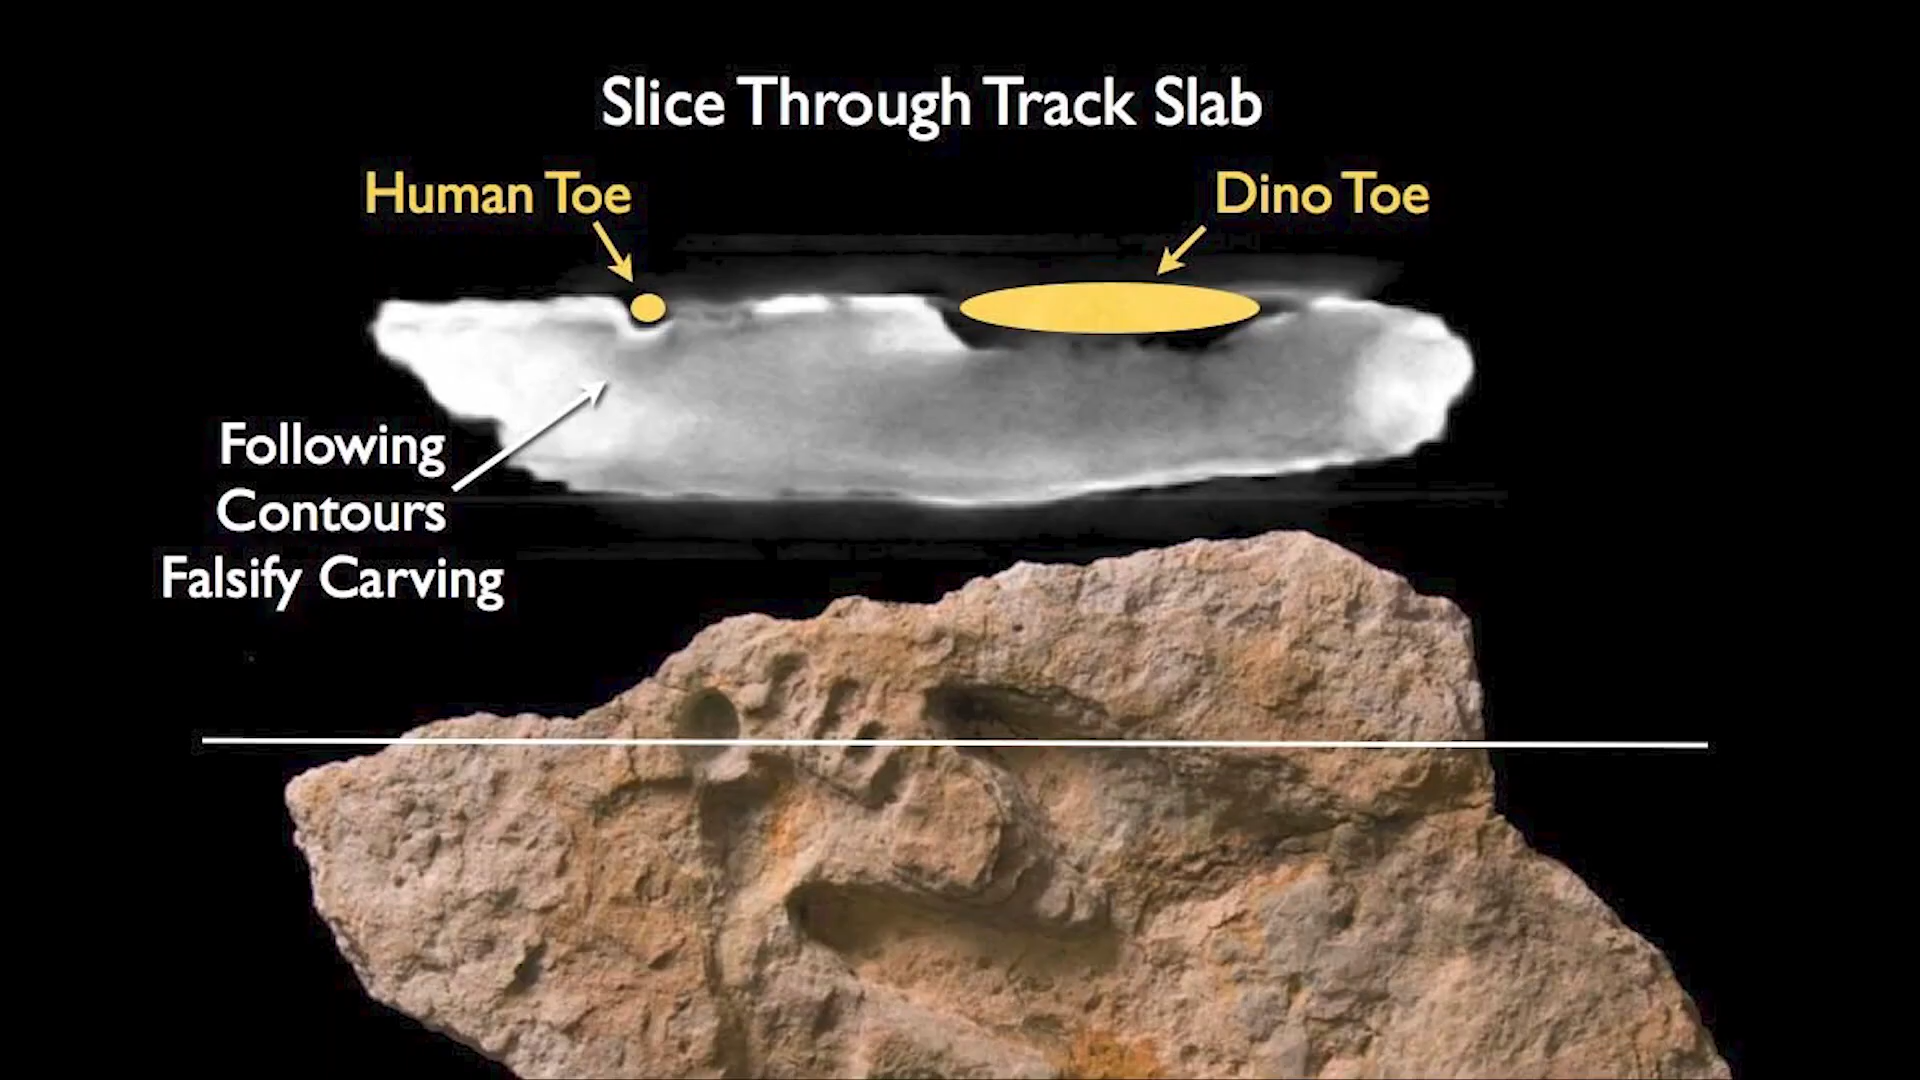 Slice Through Track Slab
Human Toe
Dino Toe
Following
Contours
Falsify Carving